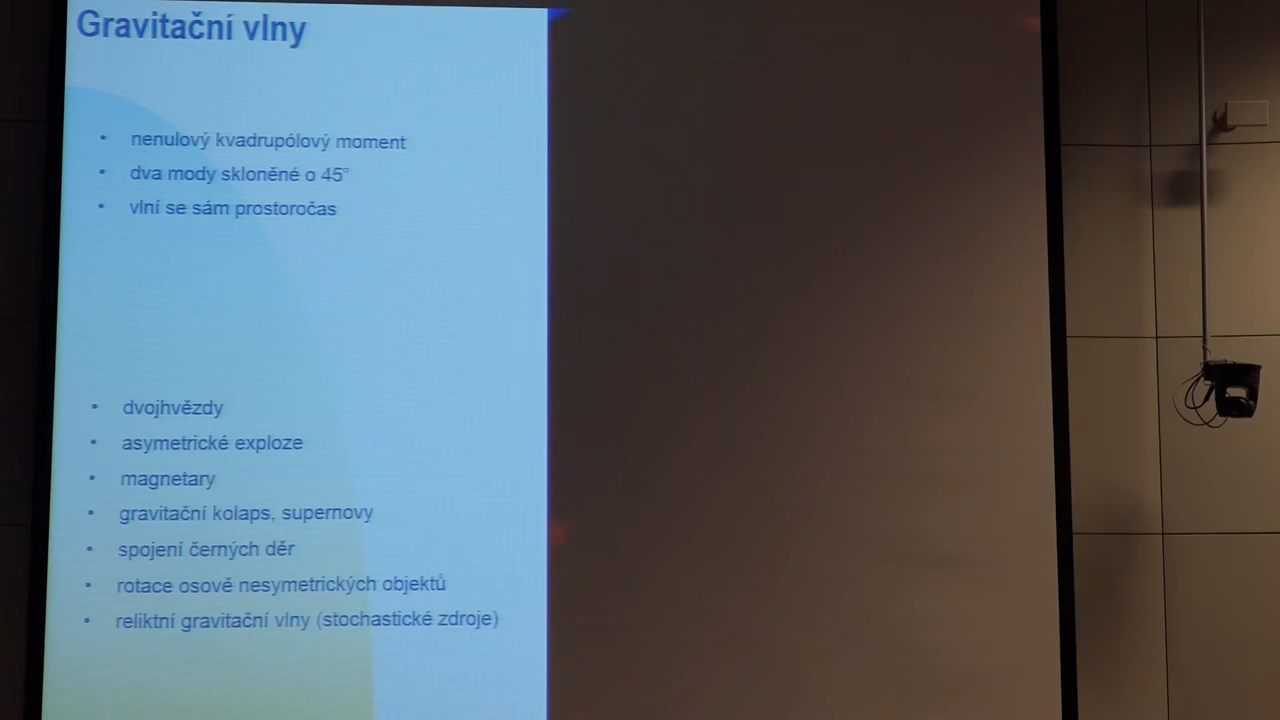 Gravitační vlny
• nenulový kvadrupólový moment
• dva mody skloněné o 45°
• vlní se sám prostoročas
• dvojhvězdy
• asymetrické exploze
• magnetary
• gravitační kolaps, supernovy
• spojení černých děr
• rotace osově nesymetrických objektů
• reliktní gravitační vlny (stochastické zdroje)